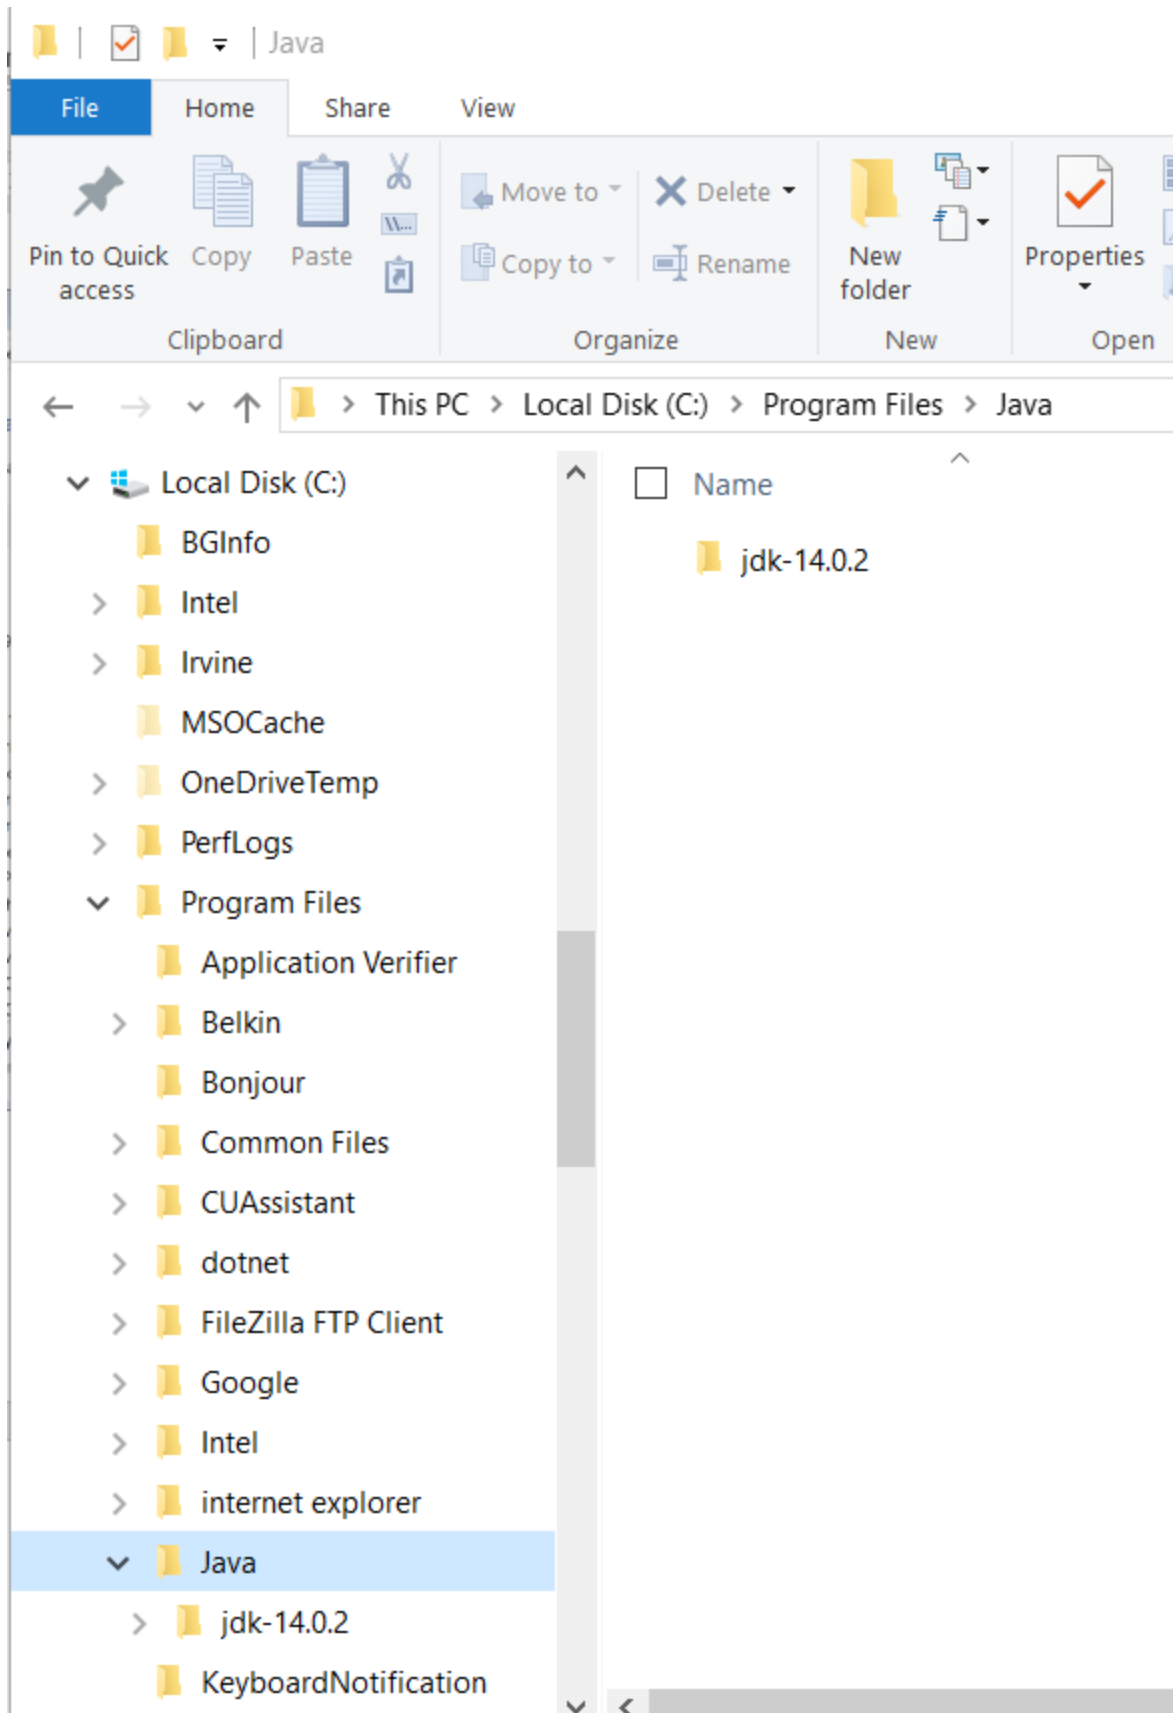 Java
File Home Share View
Pin to Quick access
Copy
Paste
\\...
Move to
Copy to
Delete
Rename
New folder
Properties
Clipboard Organize New Open
This PC > Local Disk (C:) > Program Files > Java
Local Disk (C:)
BGInfo
Intel
Irvine
MSOCache
OneDriveTemp
PerfLogs
Program Files
Application Verifier
Belkin
Bonjour
Common Files
CUAssistant
dotnet
FileZilla FTP Client
Google
Intel
internet explorer
Java
jdk-14.0.2
KeyboardNotification
Name
jdk-14.0.2